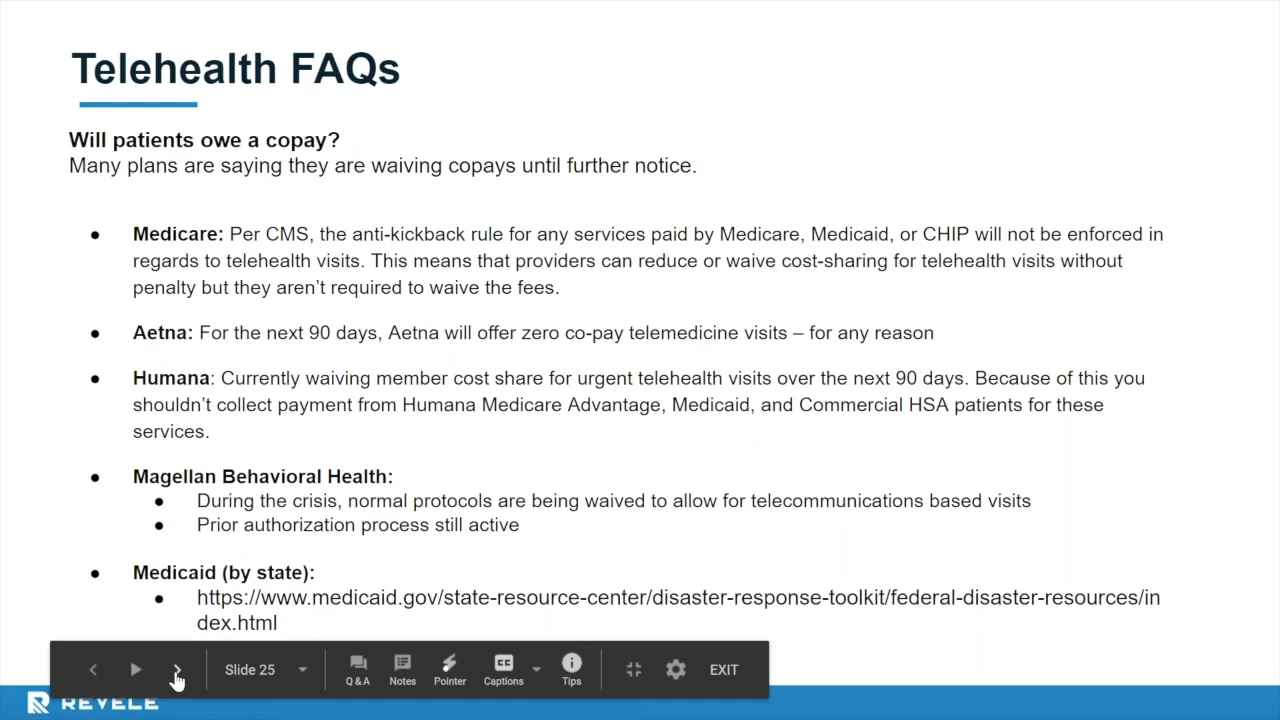 Telehealth FAQs
Will patients owe a copay?
Many plans are saying they are waiving copays until further notice.
● Medicare: Per CMS, the anti-kickback rule for any services paid by Medicare, Medicaid, or CHIP will not be enforced in
regards to telehealth visits. This means that providers can reduce or waive cost-sharing for telehealth visits without
penalty but they aren’t required to waive the fees.
● Aetna: For the next 90 days, Aetna will offer zero co-pay telemedicine visits – for any reason
● Humana: Currently waiving member cost share for urgent telehealth visits over the next 90 days. Because of this you
shouldn’t collect payment from Humana Medicare Advantage, Medicaid, and Commercial HSA patients for these
services.
● Magellan Behavioral Health:
● During the crisis, normal protocols are being waived to allow for telecommunications based visits
● Prior authorization process still active
● Medicaid (by state):
● https://www.medicaid.gov/state-resource-center/disaster-response-toolkit/federal-disaster-resources/in
dex.html
Slide 25
Q & A
Notes
Pointer
CC
Captions
Tips
EXIT
REVELE